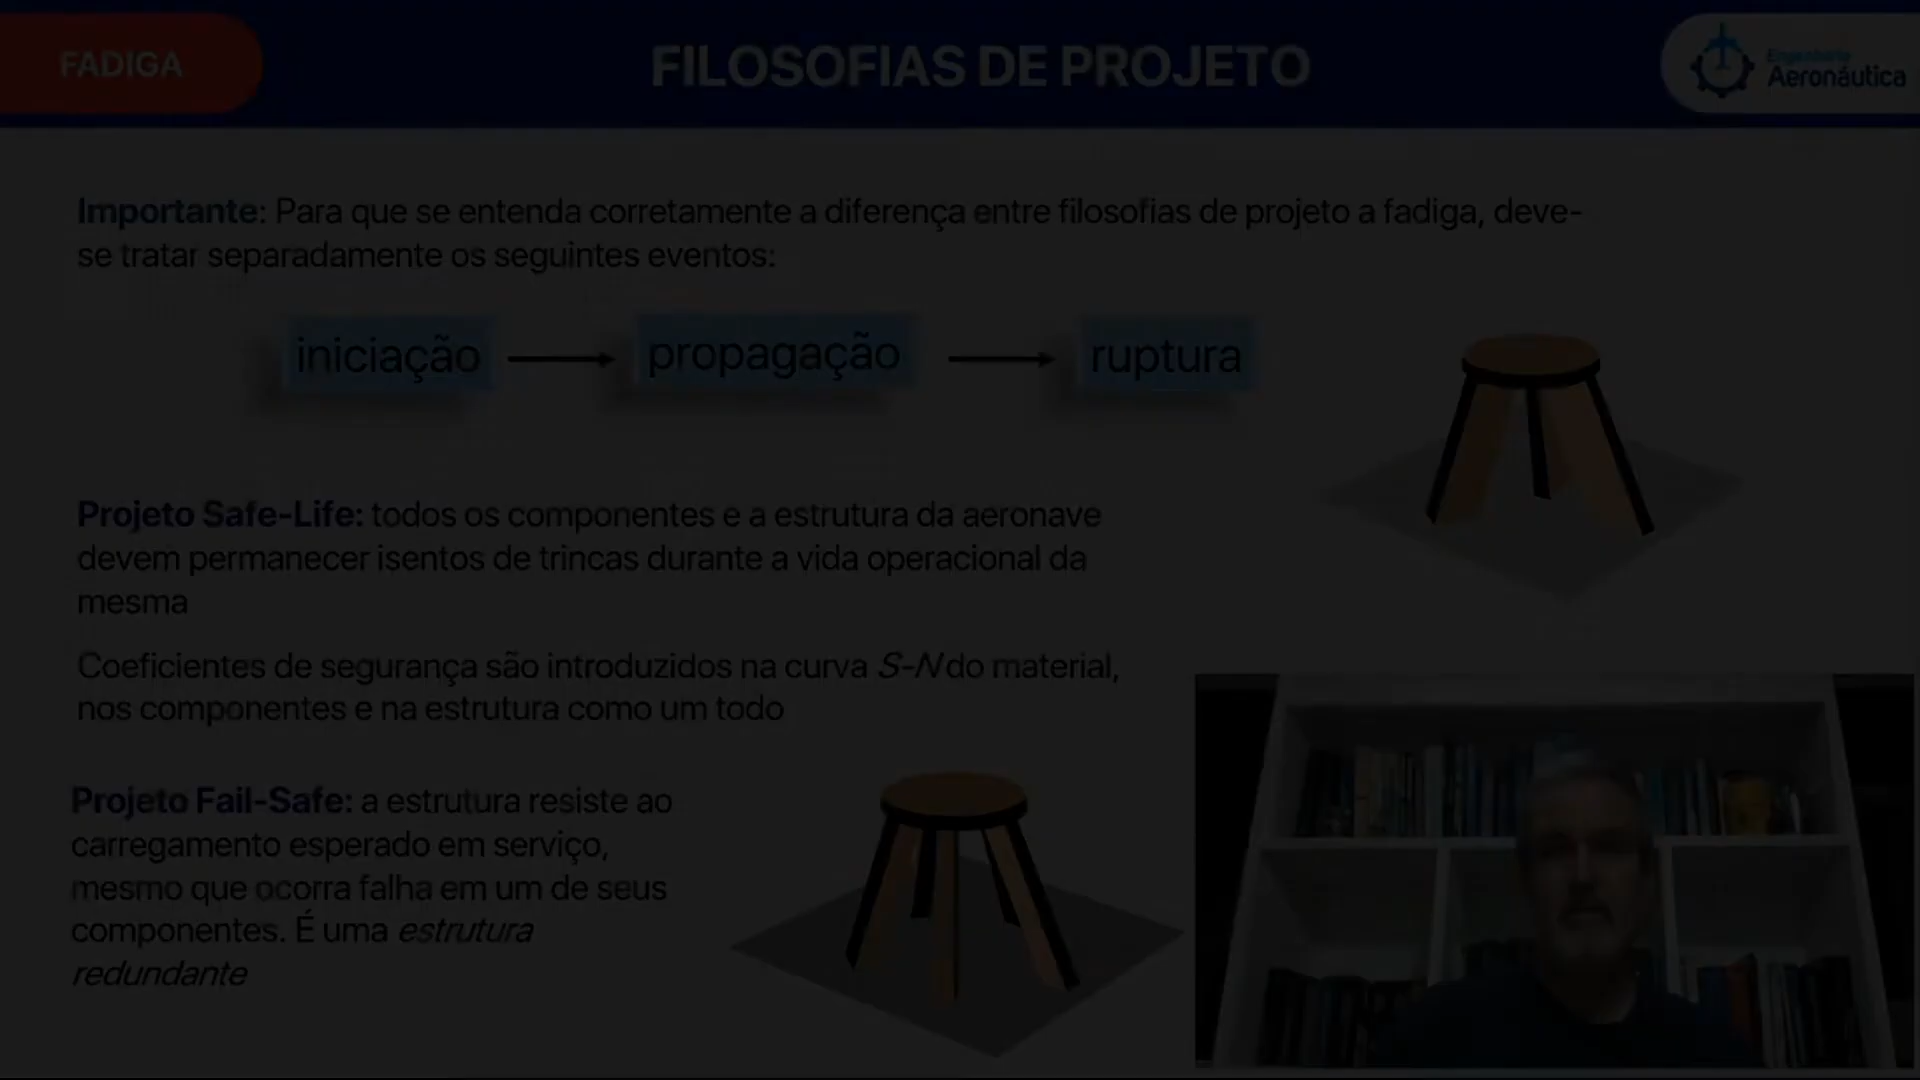 FADIGA
FILOSOFIAS DE PROJETO
Engenharia
Aeronáutica
Importante: Para que se entenda corretamente a diferença entre filosofias de projeto a fadiga, deve-
se tratar separadamente os seguintes eventos:
iniciação propagação ruptura
Projeto Safe-Life: todos os componentes e a estrutura da aeronave
devem permanecer isentos de trincas durante a vida operacional da
mesma
Coeficientes de segurança são introduzidos na curva S-N do material,
nos componentes e na estrutura como um todo
Projeto Fail-Safe: a estrutura resiste ao
carregamento esperado em serviço,
mesmo que ocorra falha em um de seus
componentes. É uma estrutura
redundante